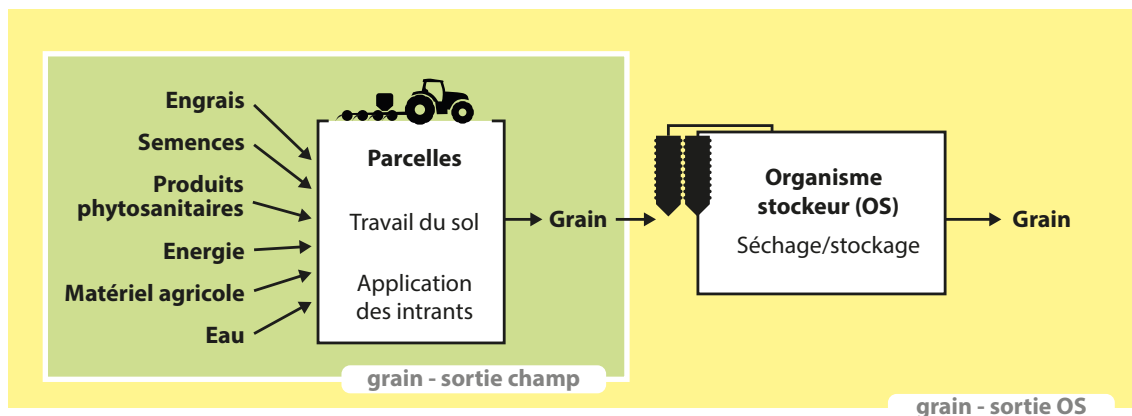 Engrais
Semences
Produits
phytosanitaires
Energie
Matériel agricole
Eau
Parcelles
Travail du sol
Application
des intrants
Grain
grain - sortie champ
Organisme
stockeur (OS)
Séchage/stockage
Grain
grain - sortie OS